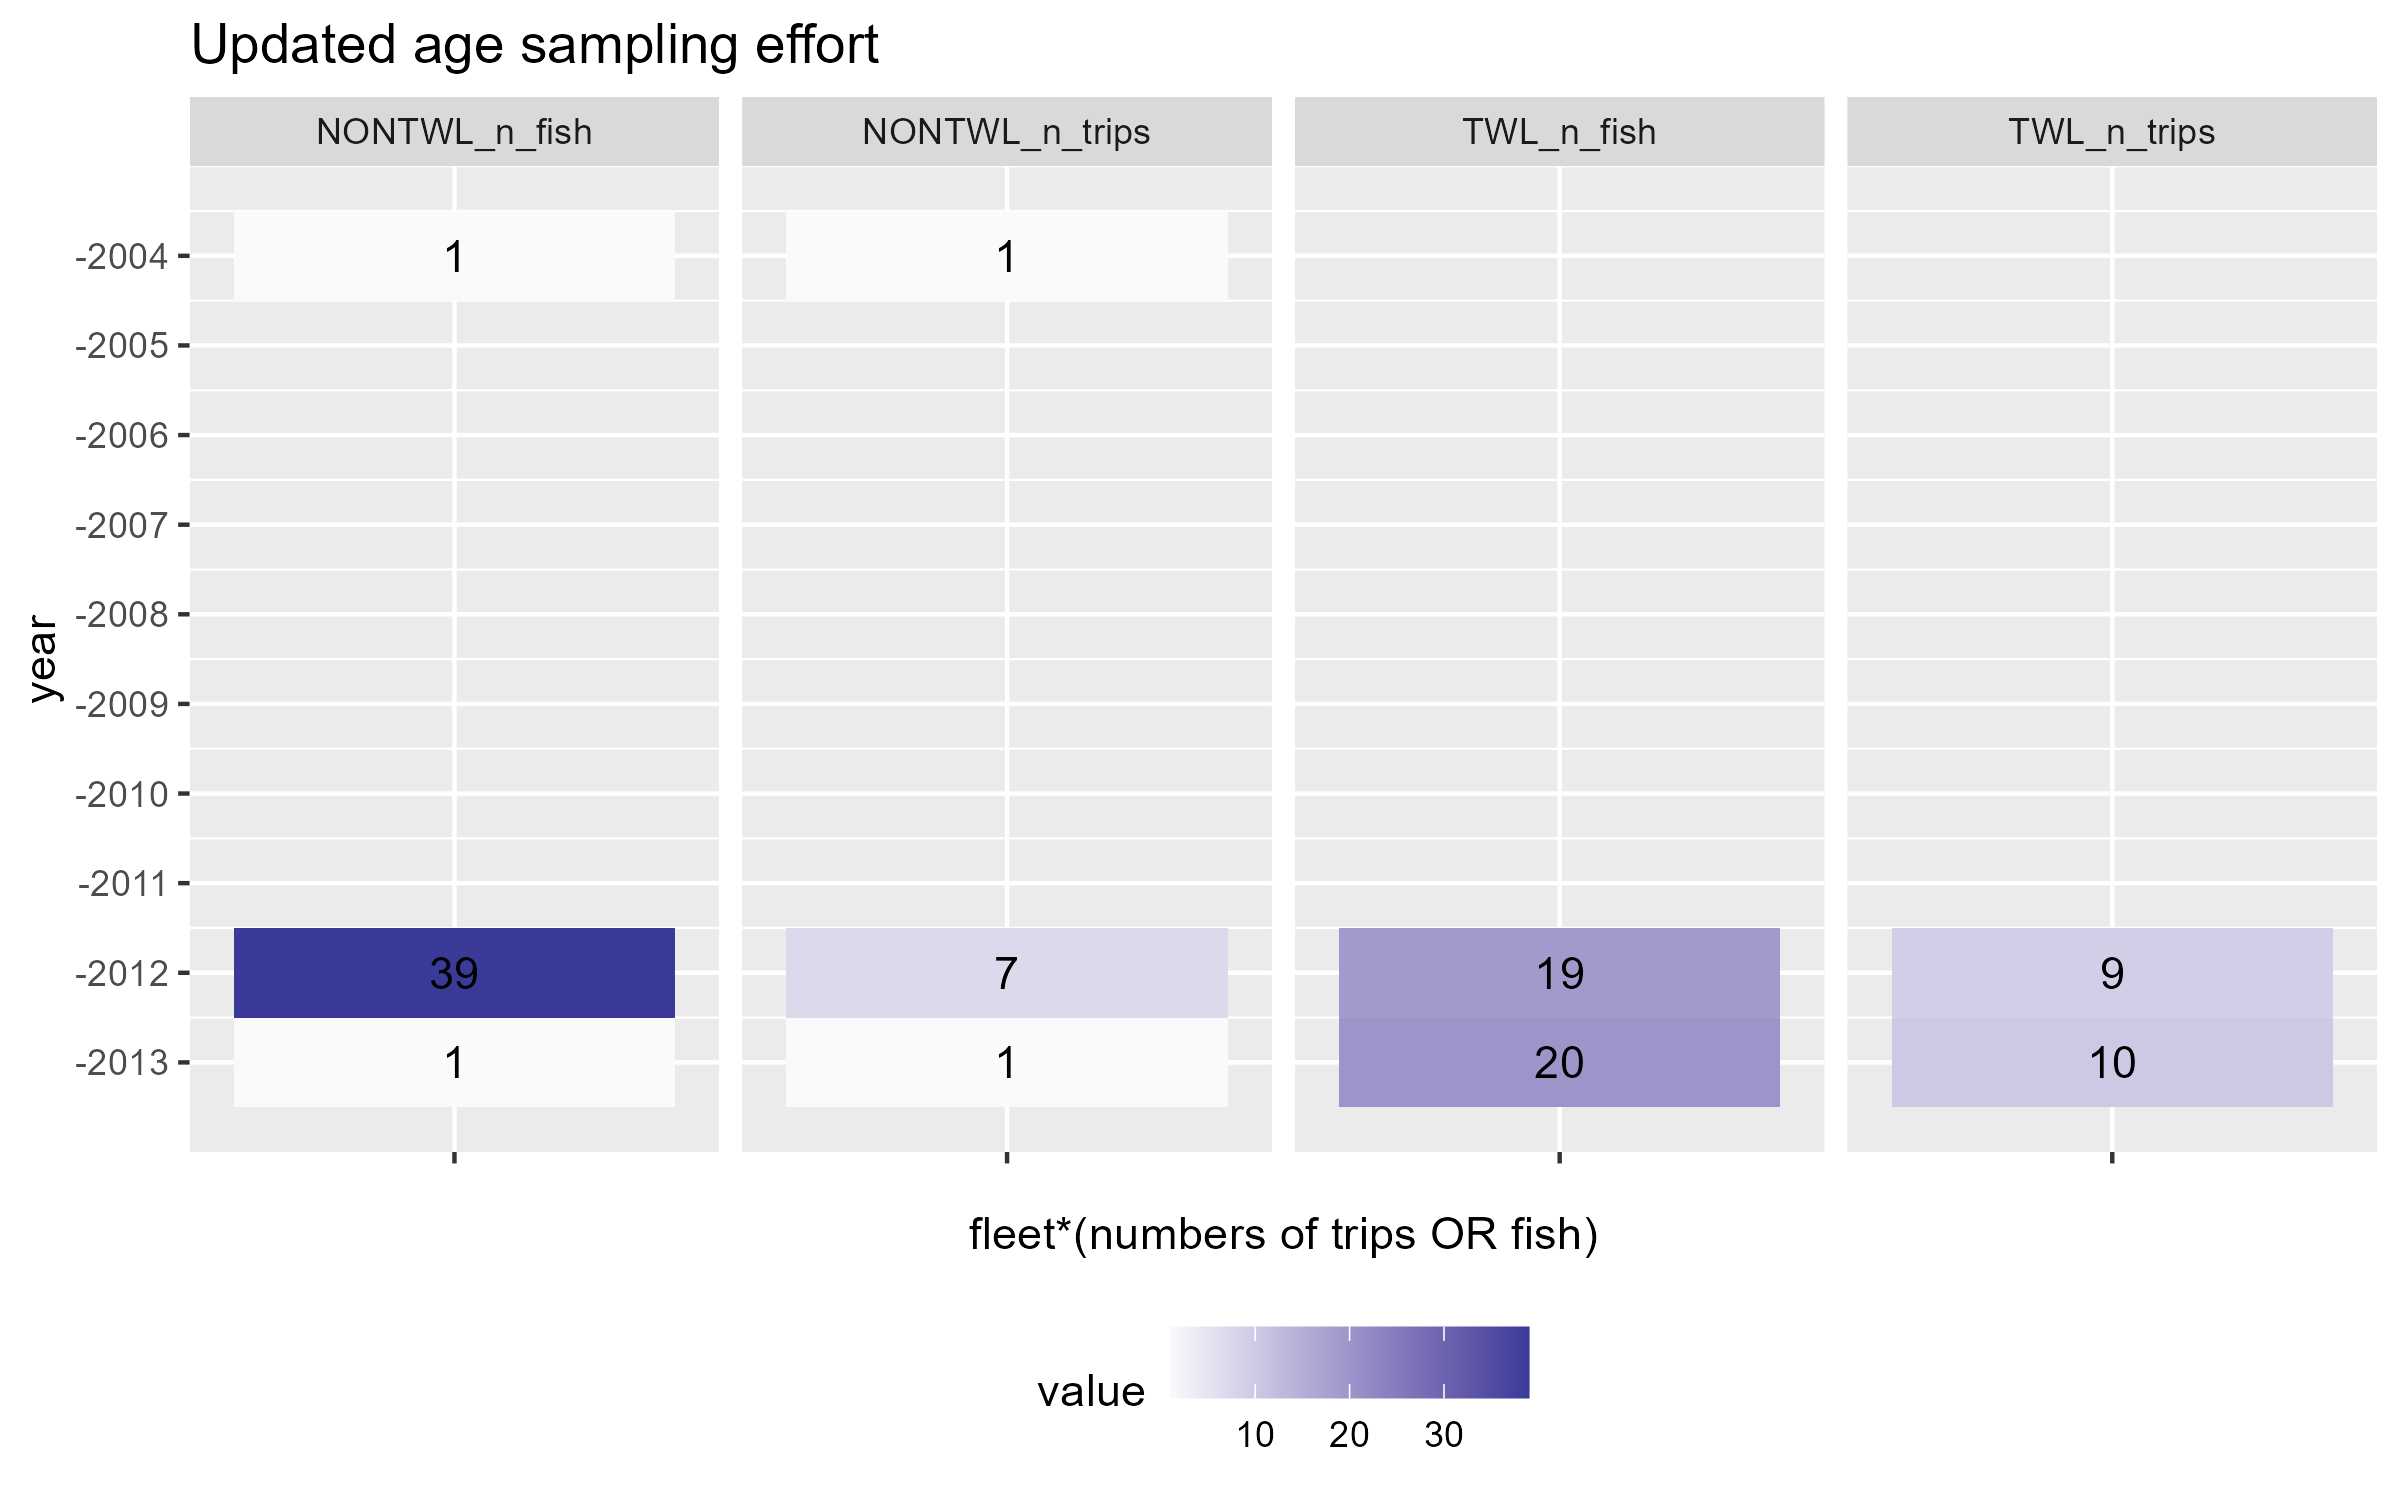 Updated age sampling effort
NONTWL_n_fish NONTWL_n_trips TWL_n_fish TWL_n_trips
year
-2004 1 1
-2005
-2006
-2007
-2008
-2009
-2010
-2011
-2012 39 7 19 9
-2013 1 1 20 10
fleet*(numbers of trips OR fish)
value
10 20 30